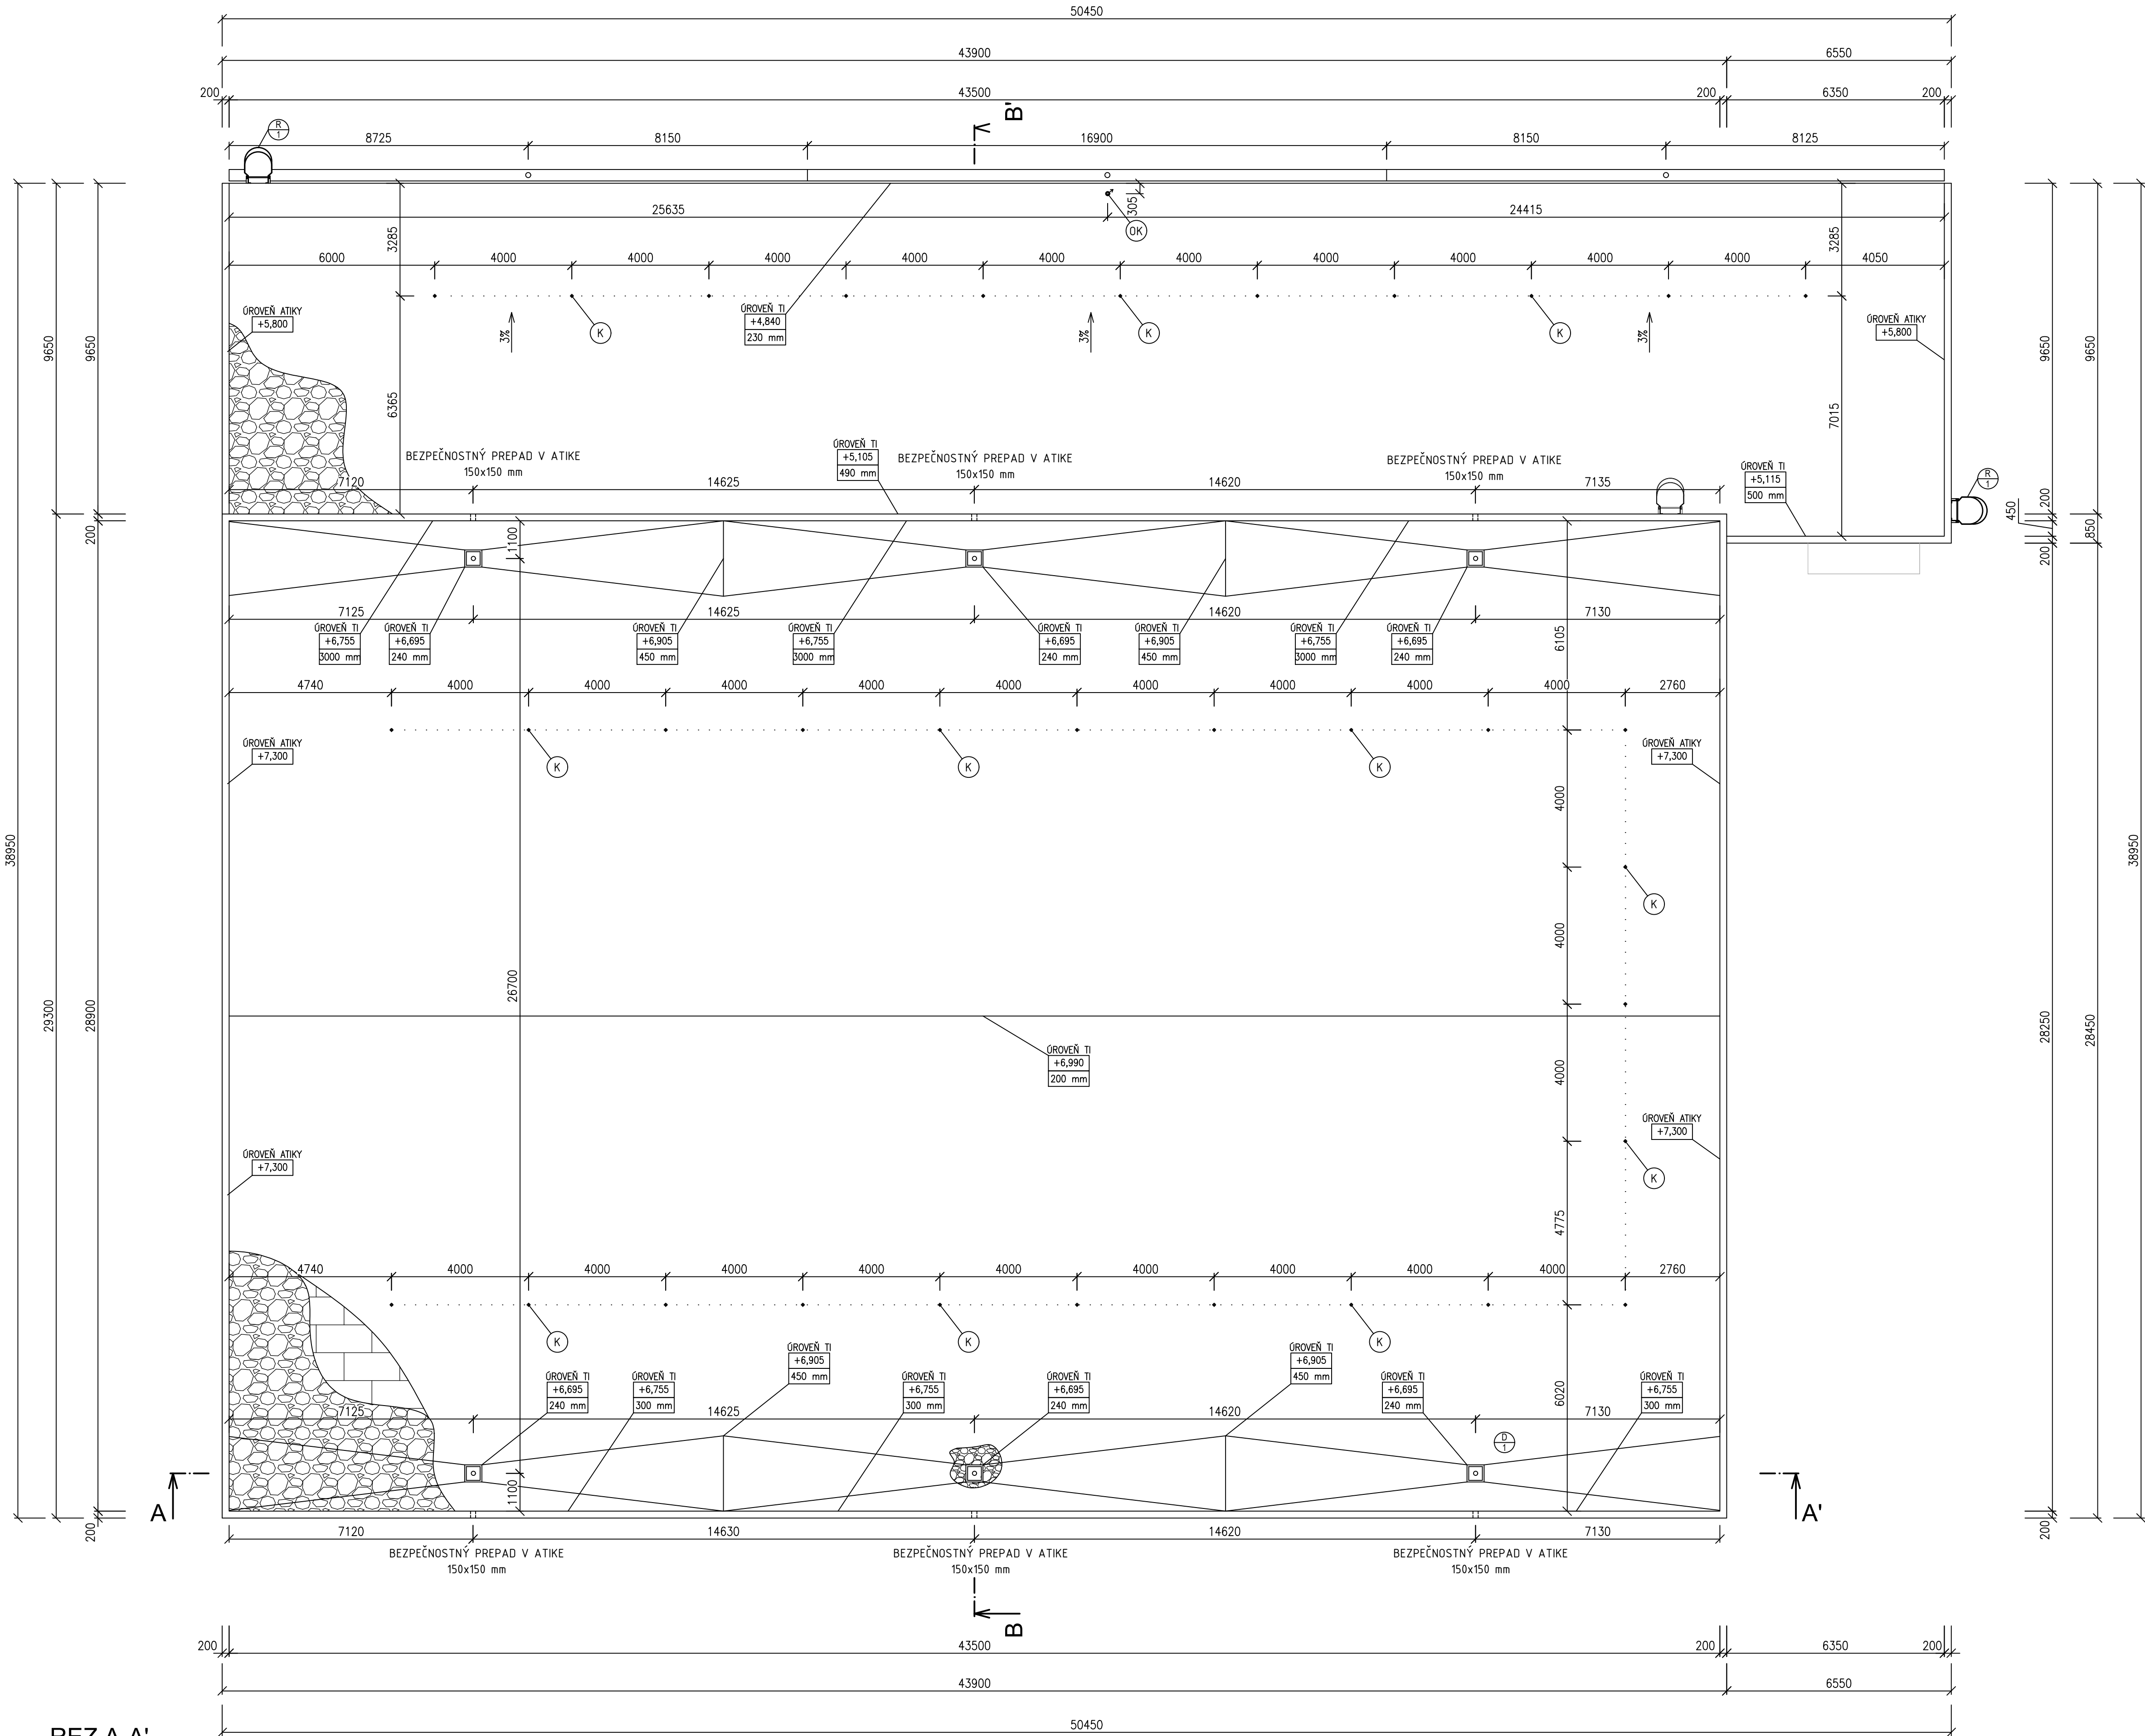 50450
43900 6550
200 43500 200 6350 200
B'
R
1
8725 8150 16900 8150 8125
305
25635 24415
OK
3285 3285
6000 4000 4000 4000 4000 4000 4000 4000 4000 4000 4000 4050
ÚROVEŇ ATIKY
+5,800
ÚROVEŇ TI
+4,840
230 mm
ÚROVEŇ ATIKY
+5,800
3% 3% 3%
K K K
38950 9650 9650
9650 9650 38950
6365 7015
BEZPEČNOSTNÝ PREPAD V ATIKE
150x150 mm
ÚROVEŇ TI
+5,105
490 mm
BEZPEČNOSTNÝ PREPAD V ATIKE
150x150 mm
BEZPEČNOSTNÝ PREPAD V ATIKE
150x150 mm
ÚROVEŇ TI
+5,115
500 mm
R
1
7120 14625 14620 7135
200 1100
450 200 850 200
7125 14625 14620 7130
ÚROVEŇ TI
+6,755
3000 mm
ÚROVEŇ TI
+6,695
240 mm
ÚROVEŇ TI
+6,905
450 mm
ÚROVEŇ TI
+6,755
3000 mm
ÚROVEŇ TI
+6,695
240 mm
ÚROVEŇ TI
+6,905
450 mm
ÚROVEŇ TI
+6,755
3000 mm
ÚROVEŇ TI
+6,695
240 mm
6105
4740 4000 4000 4000 4000 4000 4000 4000 4000 4000 2760
ÚROVEŇ ATIKY
+7,300
K K K
ÚROVEŇ ATIKY
+7,300
4000
K
4000
29300 28900 26700
28250 28450
ÚROVEŇ TI
+6,990
200 mm
4000
ÚROVEŇ ATIKY
+7,300
ÚROVEŇ ATIKY
+7,300
K
4775
4740 4000 4000 4000 4000 4000 4000 4000 4000 4000 2760
K K K
6020
ÚROVEŇ TI
+6,695
240 mm
ÚROVEŇ TI
+6,755
300 mm
ÚROVEŇ TI
+6,905
450 mm
ÚROVEŇ TI
+6,755
300 mm
ÚROVEŇ TI
+6,695
240 mm
ÚROVEŇ TI
+6,905
450 mm
ÚROVEŇ TI
+6,695
240 mm
ÚROVEŇ TI
+6,755
300 mm
7125 14625 14620 7130
D
1
1100
A A'
200 200
7120 14630 14620 7130
BEZPEČNOSTNÝ PREPAD V ATIKE
150x150 mm
BEZPEČNOSTNÝ PREPAD V ATIKE
150x150 mm
BEZPEČNOSTNÝ PREPAD V ATIKE
150x150 mm
B
200 43500 200 6350 200
43900 6550
50450
REZ A-A'